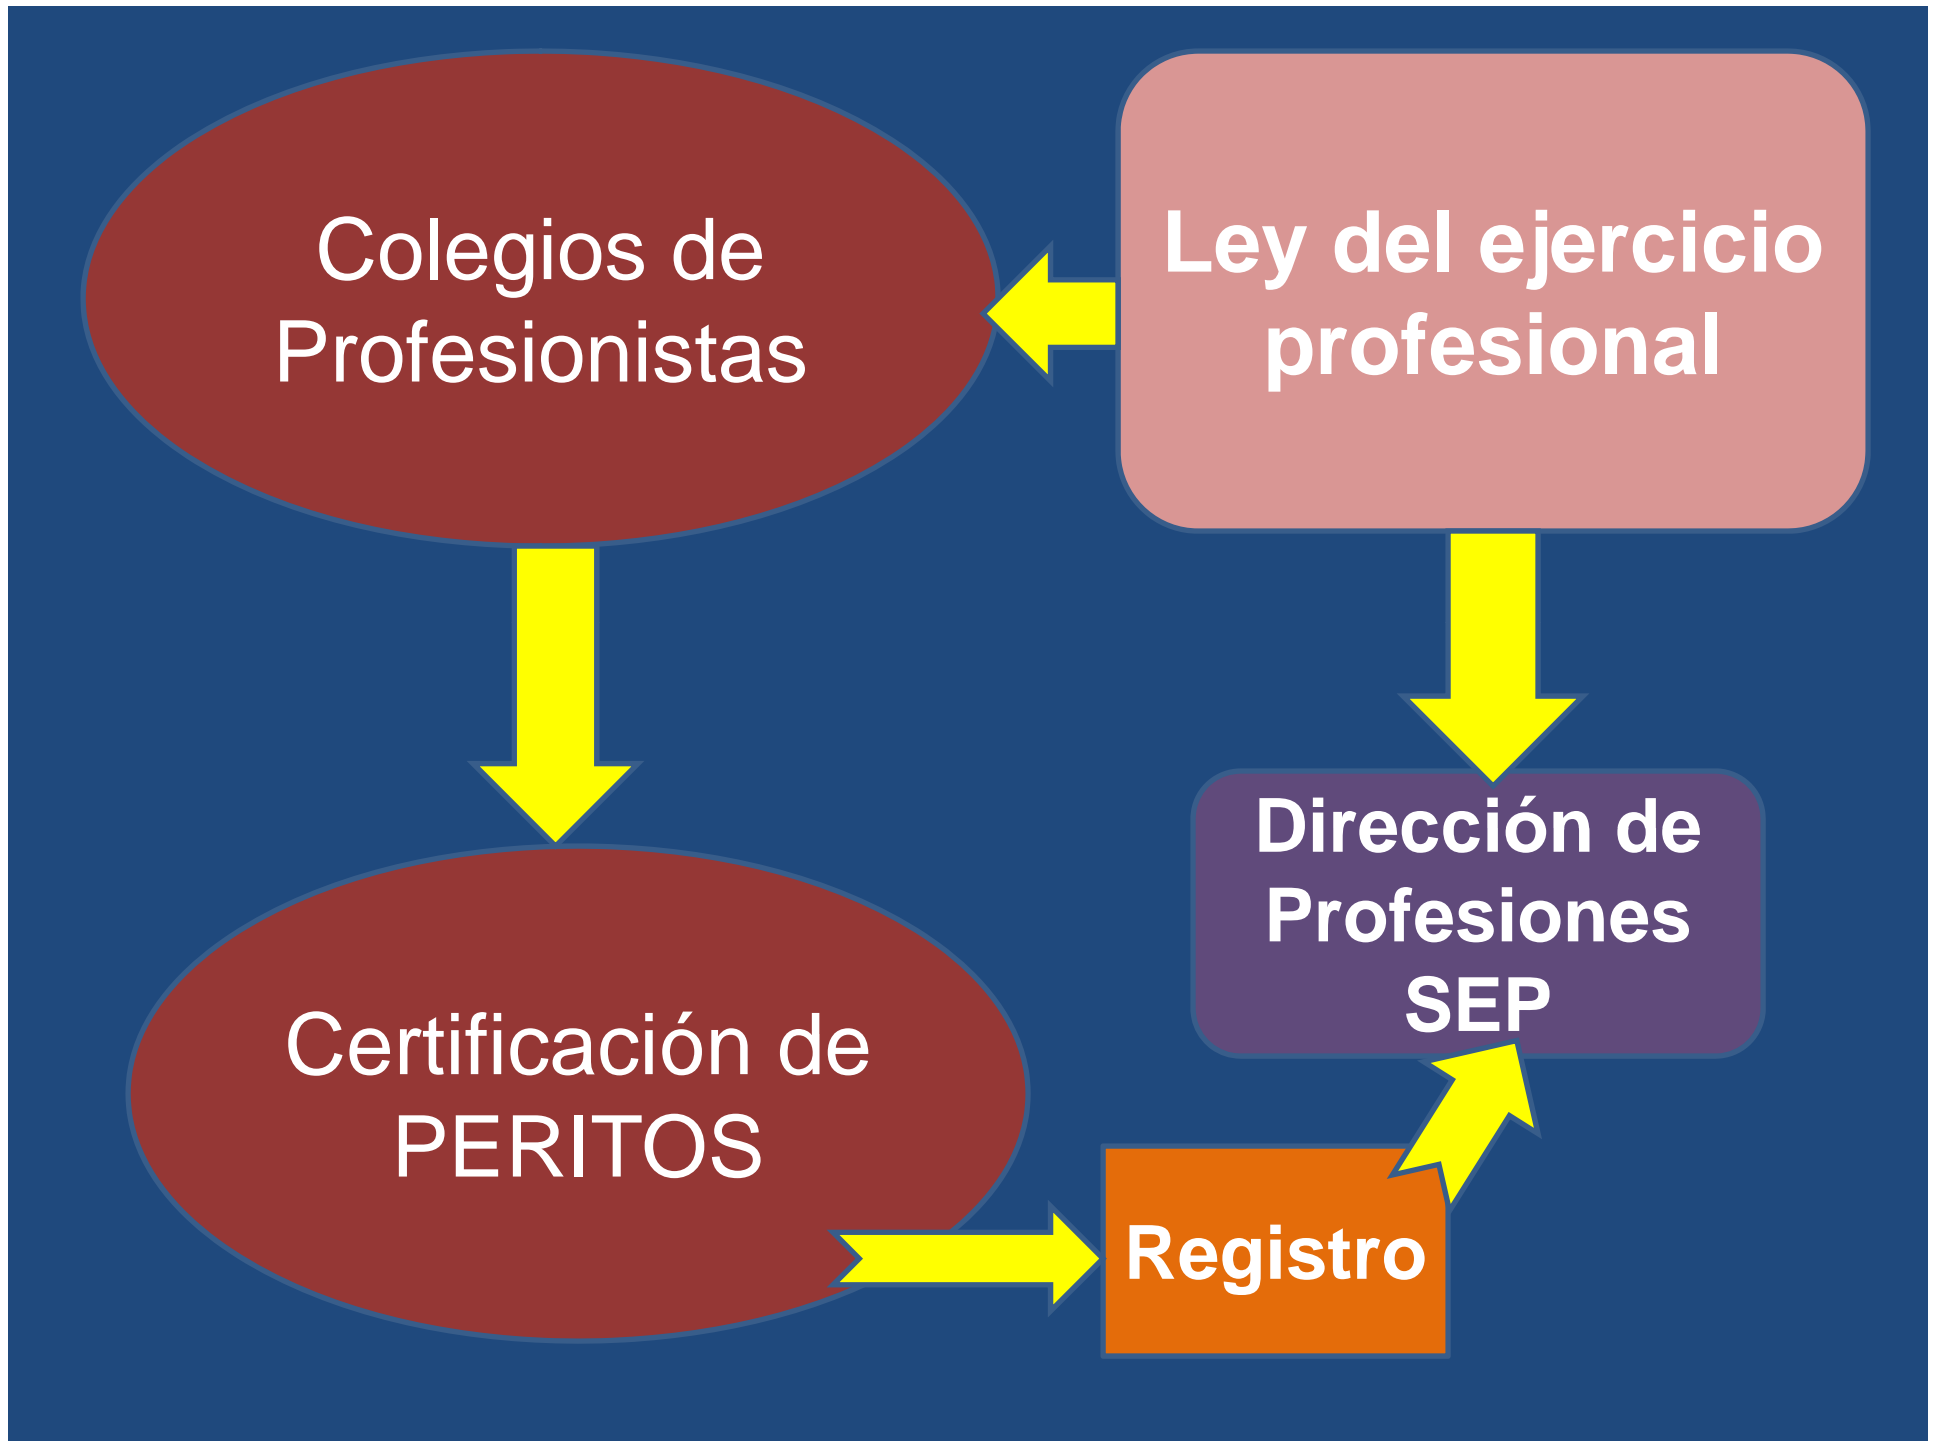 Colegios de
Profesionistas
Ley del ejercicio
profesional
Dirección de
Profesiones
SEP
Certificación de
PERITOS
Registro